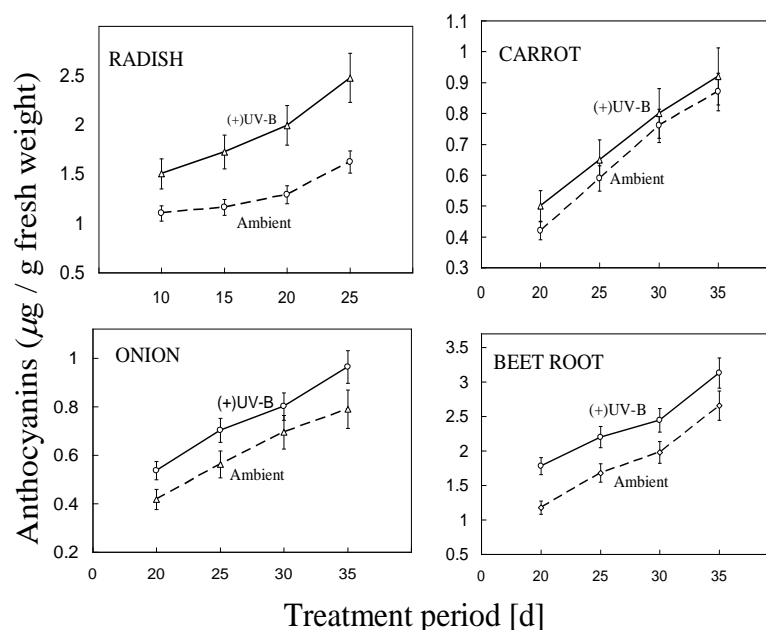 Anthocyanins (µg / g fresh weight)
RADISH
2.5
2
1.5
1
0.5
(+)UV-B
Ambient
10 15 20 25
CARROT
1.1
1
0.9
0.8
0.7
0.6
0.5
0.4
0.3
(+)UV-B
Ambient
0 20 25 30 35
ONION
1
0.8
0.6
0.4
0.2
(+)UV-B
Ambient
0 20 25 30 35
BEET ROOT
3.5
3
2.5
2
1.5
1
0.5
(+)UV-B
Ambient
0 20 25 30 35
Treatment period [d]